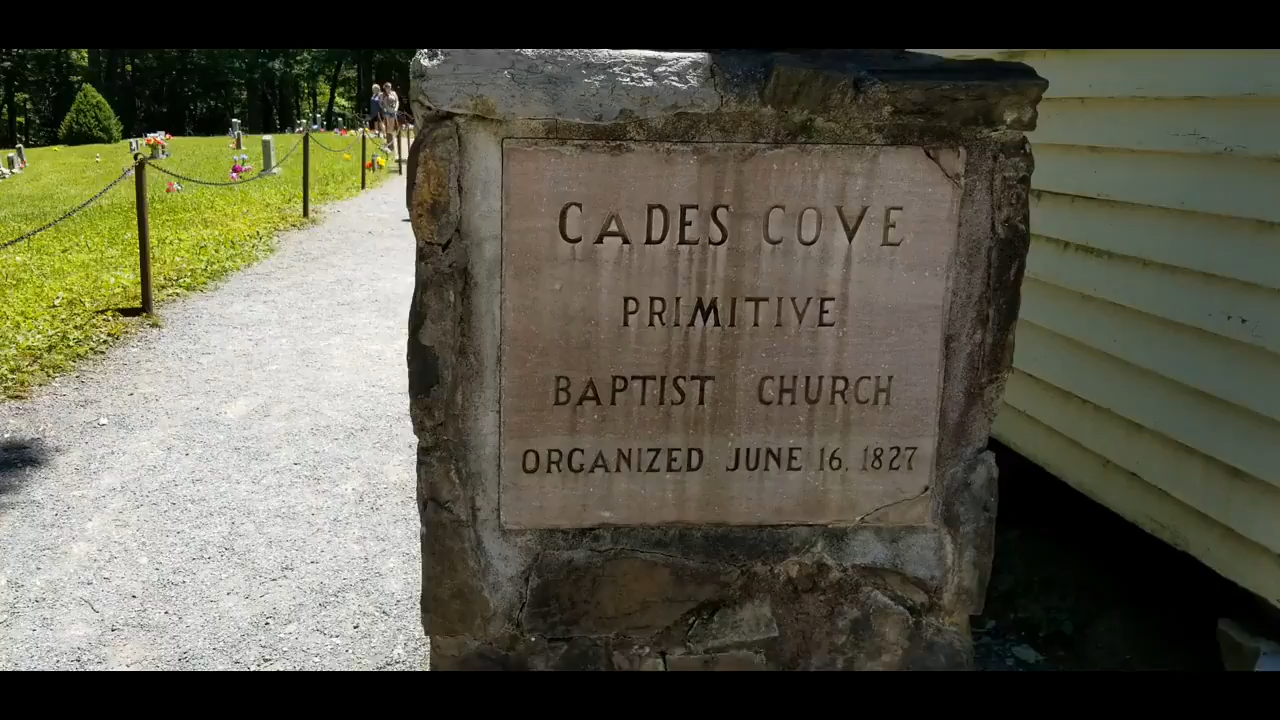 CADES COVE
PRIMITIVE
BAPTIST CHURCH
ORGANIZED JUNE 16, 1827